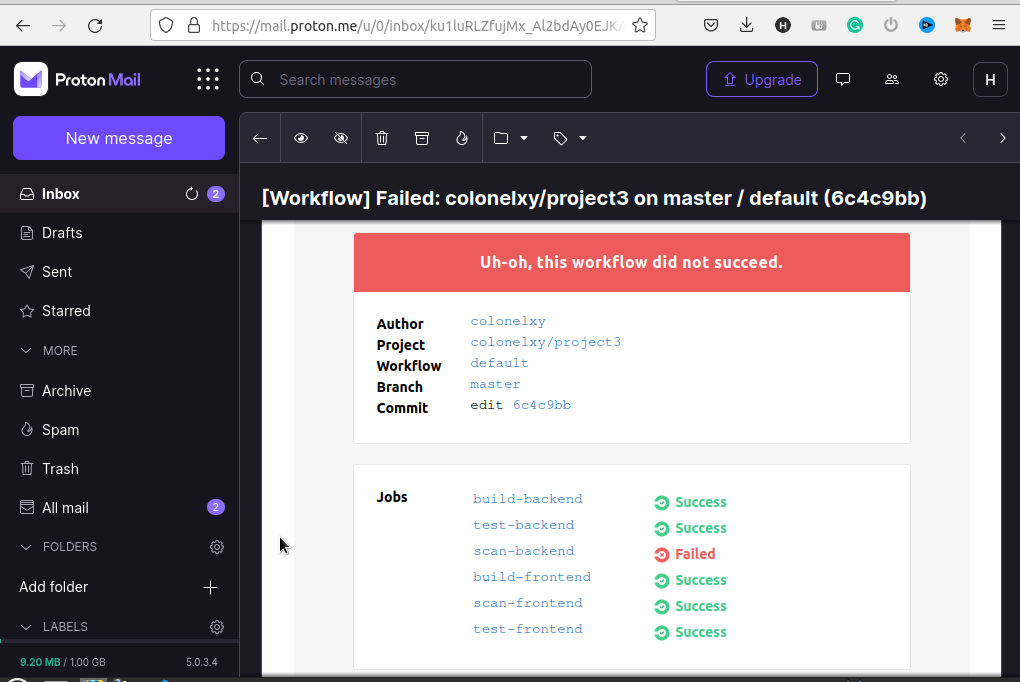 https://mail.proton.me/u/0/inbox/ku1luRLZfujMx_Al2bdAy0EJKA
Proton Mail
Search messages
Upgrade
H
New message
Inbox 2
Drafts
Sent
Starred
MORE
Archive
Spam
Trash
All mail 2
FOLDERS
Add folder
LABELS
9.20 MB / 1.00 GB 5.0.3.4
[Workflow] Failed: colonelxy/project3 on master / default (6c4c9bb)
Uh-oh, this workflow did not succeed.
Author colonelxy
Project colonelxy/project3
Workflow default
Branch master
Commit edit 6c4c9bb
Jobs build-backend Success
test-backend Success
scan-backend Failed
build-frontend Success
scan-frontend Success
test-frontend Success